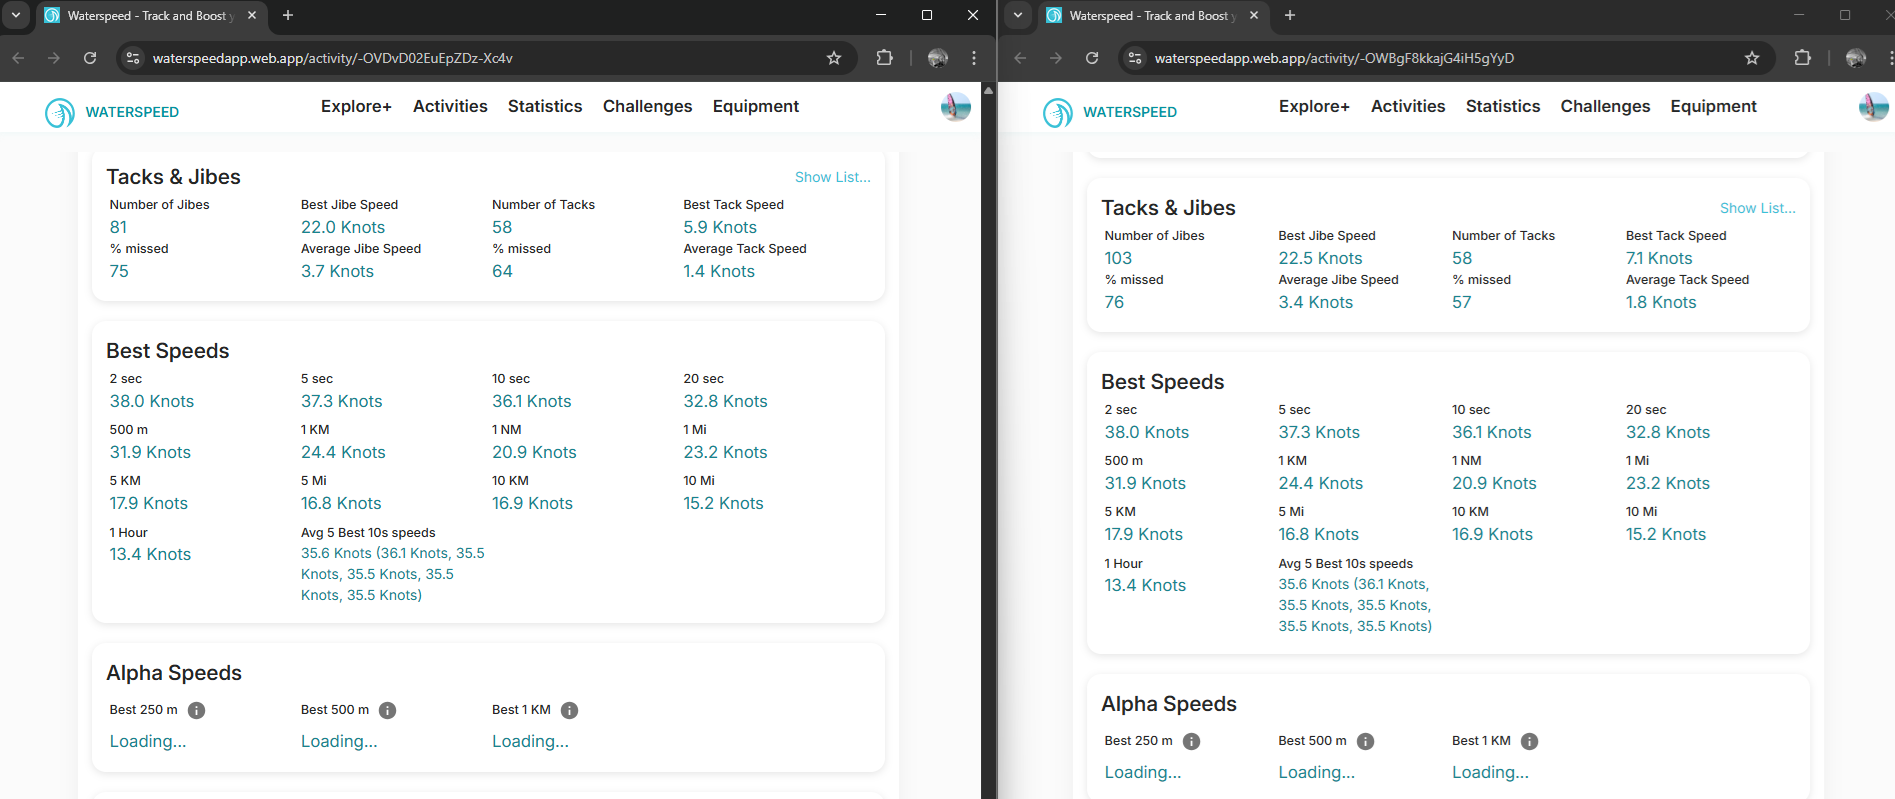 Waterspeed - Track and Boost y
waterspeedapp.web.app/activity/-OVDvD02EuEpZDz-Xc4v
WATERSPEED
Explore+ Activities Statistics Challenges Equipment
Tacks & Jibes
Show List...
Number of Jibes Best Jibe Speed Number of Tacks Best Tack Speed
81 22.0 Knots 58 5.9 Knots
% missed Average Jibe Speed % missed Average Tack Speed
75 3.7 Knots 64 1.4 Knots
Best Speeds
2 sec 5 sec 10 sec 20 sec
38.0 Knots 37.3 Knots 36.1 Knots 32.8 Knots
500 m 1 KM 1 NM 1 Mi
31.9 Knots 24.4 Knots 20.9 Knots 23.2 Knots
5 KM 5 Mi 10 KM 10 Mi
17.9 Knots 16.8 Knots 16.9 Knots 15.2 Knots
1 Hour Avg 5 Best 10s speeds
13.4 Knots 35.6 Knots (36.1 Knots, 35.5
Knots, 35.5 Knots, 35.5
Knots, 35.5 Knots)
Alpha Speeds
Best 250 m Best 500 m Best 1 KM
Loading... Loading... Loading...
Waterspeed - Track and Boost y
waterspeedapp.web.app/activity/-OWBgF8kkajG4iH5gYyD
WATERSPEED
Explore+ Activities Statistics Challenges Equipment
Tacks & Jibes
Show List...
Number of Jibes Best Jibe Speed Number of Tacks Best Tack Speed
103 22.5 Knots 58 7.1 Knots
% missed Average Jibe Speed % missed Average Tack Speed
76 3.4 Knots 57 1.8 Knots
Best Speeds
2 sec 5 sec 10 sec 20 sec
38.0 Knots 37.3 Knots 36.1 Knots 32.8 Knots
500 m 1 KM 1 NM 1 Mi
31.9 Knots 24.4 Knots 20.9 Knots 23.2 Knots
5 KM 5 Mi 10 KM 10 Mi
17.9 Knots 16.8 Knots 16.9 Knots 15.2 Knots
1 Hour Avg 5 Best 10s speeds
13.4 Knots 35.6 Knots (36.1 Knots,
35.5 Knots, 35.5 Knots,
35.5 Knots, 35.5 Knots)
Alpha Speeds
Best 250 m Best 500 m Best 1 KM
Loading... Loading... Loading...